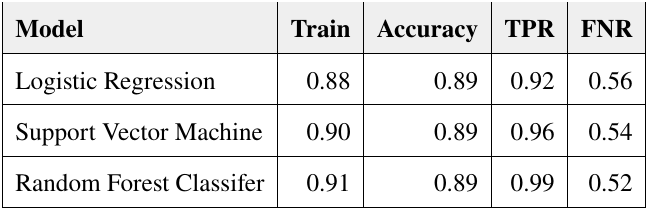 Model Train Accuracy TPR FNR
Logistic Regression 0.88 0.89 0.92 0.56
Support Vector Machine 0.90 0.89 0.96 0.54
Random Forest Classifer 0.91 0.89 0.99 0.52